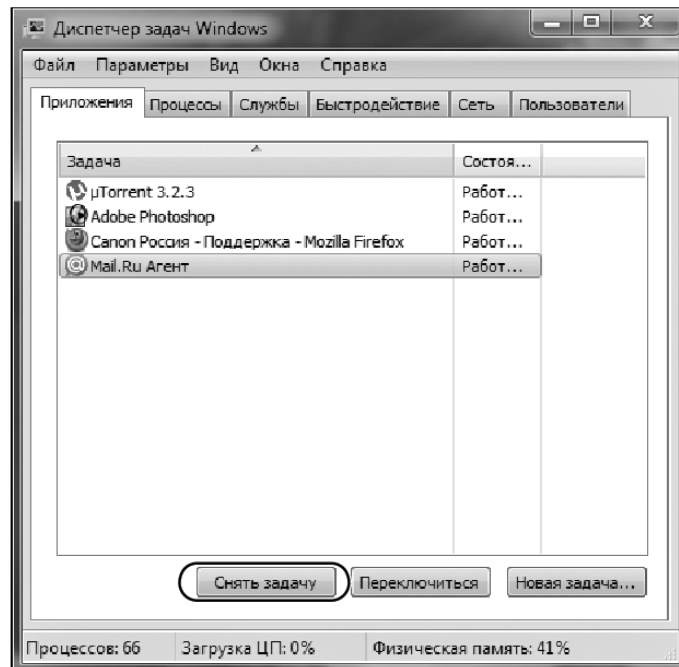 Диспетчер задач Windows
Файл Параметры Вид Окна Справка
Приложения Процессы Службы Быстродействие Сеть Пользователи
Задача Состоя...
µTorrent 3.2.3 Работ...
Adobe Photoshop Работ...
Canon Россия - Поддержка - Mozilla Firefox Работ...
Mail.Ru Агент Работ...
Снять задачу Переключиться Новая задача...
Процессов: 66 Загрузка ЦП: 0% Физическая память: 41%